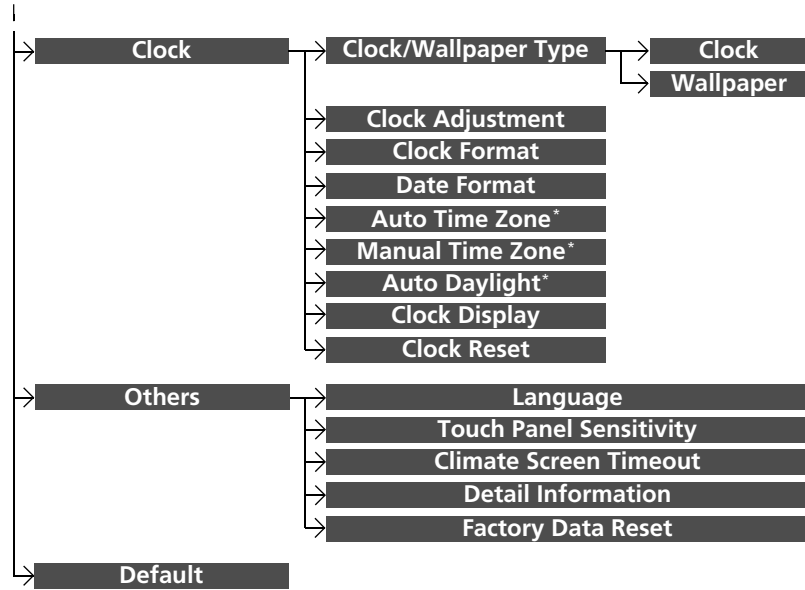 Clock
Clock/Wallpaper Type
Clock
Wallpaper
Clock Adjustment
Clock Format
Date Format
Auto Time Zone*
Manual Time Zone*
Auto Daylight*
Clock Display
Clock Reset
Others
Language
Touch Panel Sensitivity
Climate Screen Timeout
Detail Information
Factory Data Reset
Default